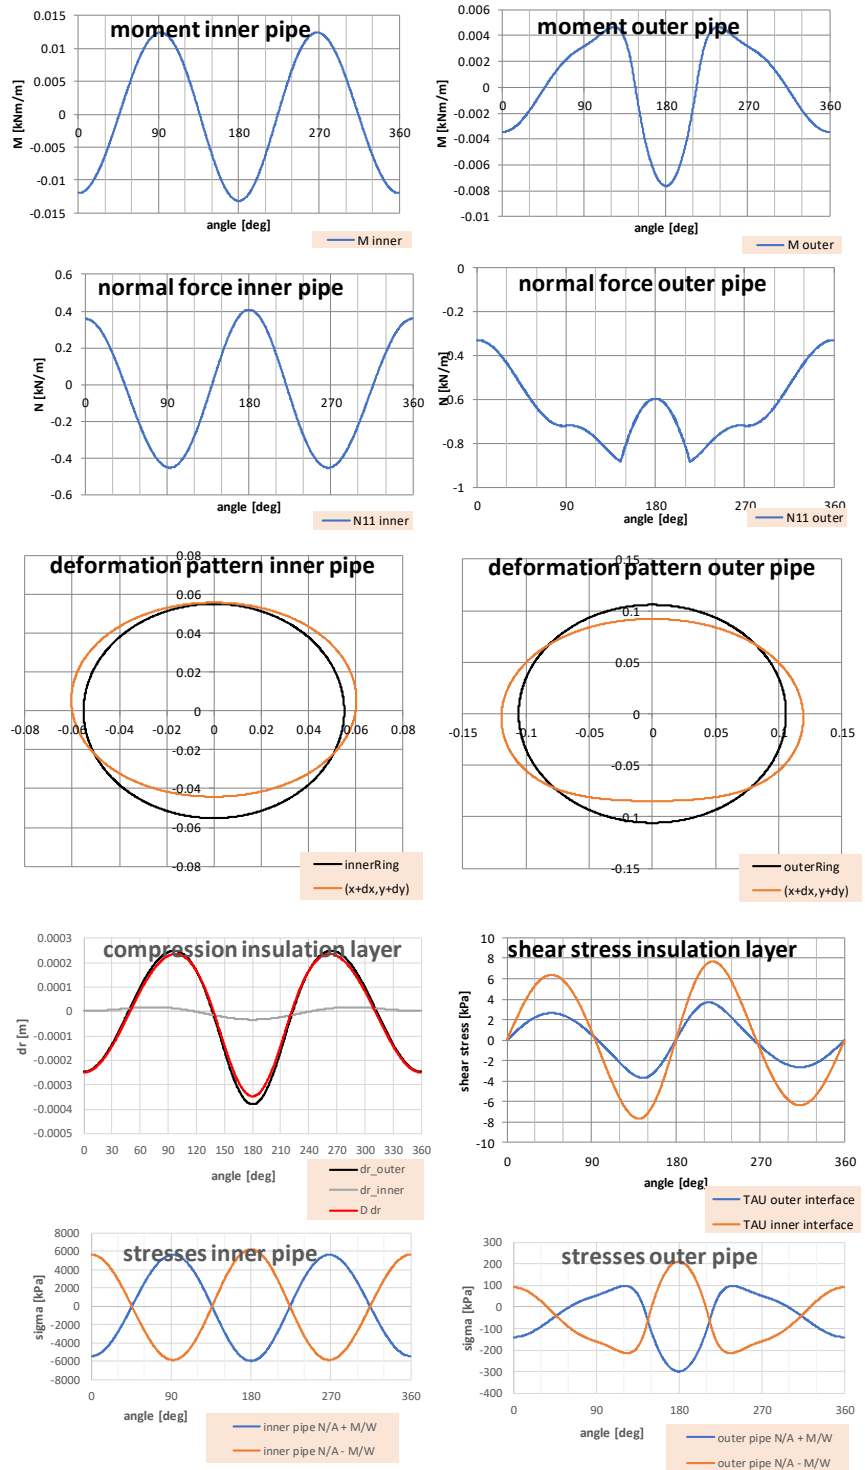 moment inner pipe
0.015
0.01
0.005
0
-0.005
-0.01
-0.015
0 90 180 270 360
M [kNm/m]
angle [deg]
M inner
moment outer pipe
0.006
0.004
0.002
0
-0.002
-0.004
-0.006
-0.008
-0.01
0 90 180 270 360
M [kNm/m]
angle [deg]
M outer
normal force inner pipe
0.6
0.4
0.2
0
-0.2
-0.4
-0.6
0 90 180 270 360
N [kN/m]
angle [deg]
N11 inner
normal force outer pipe
0
-0.2
-0.4
-0.6
-0.8
-1
0 90 180 270 360
N [kN/m]
angle [deg]
N11 outer
deformation pattern inner pipe
0.08
0.06
0.04
0.02
0
-0.02
-0.04
-0.06
-0.08
-0.08 -0.06 -0.04 -0.02 0 0.02 0.04 0.06 0.08
innerRing
(x+dx,y+dy)
deformation pattern outer pipe
0.15
0.1
0.05
0
-0.05
-0.1
-0.15
-0.15 -0.1 -0.05 0 0.05 0.1 0.15
outerRing
(x+dx,y+dy)
compression insulation layer
0.0003
0.0002
0.0001
0
-0.0001
-0.0002
-0.0003
-0.0004
-0.0005
0 30 60 90 120 150 180 210 240 270 300 330 360
dr [m]
angle [deg]
dr_outer
dr_inner
D dr
shear stress insulation layer
10
8
6
4
2
0
-2
-4
-6
-8
-10
0 90 180 270 360
shear stress [kPa]
angle [deg]
TAU outer interface
TAU inner interface
stresses inner pipe
8000
6000
4000
2000
0
-2000
-4000
-6000
-8000
0 90 180 270 360
sigma [kPa]
angle [deg]
inner pipe N/A + M/W
inner pipe N/A - M/W
stresses outer pipe
300
200
100
0
-100
-200
-300
-400
0 90 180 270 360
sigma [kPa]
angle [deg]
outer pipe N/A + M/W
outer pipe N/A - M/W